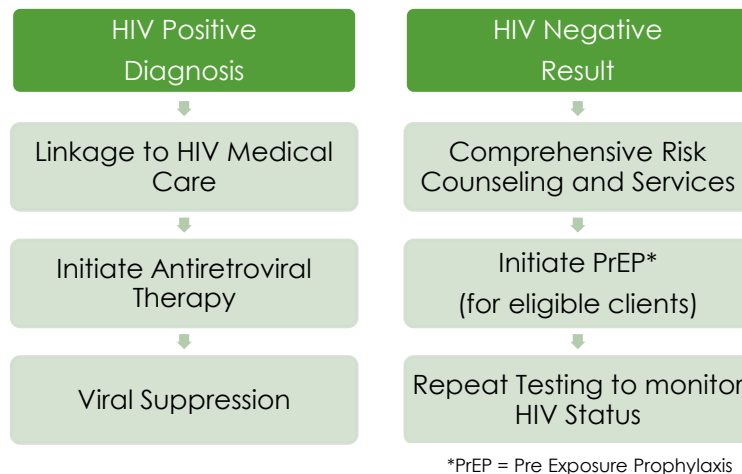 HIV Positive
Diagnosis
Linkage to HIV Medical
Care
Initiate Antiretroviral
Therapy
Viral Suppression
HIV Negative
Result
Comprehensive Risk
Counseling and Services
Initiate PrEP*
(for eligible clients)
Repeat Testing to monitor
HIV Status
*PrEP = Pre Exposure Prophylaxis